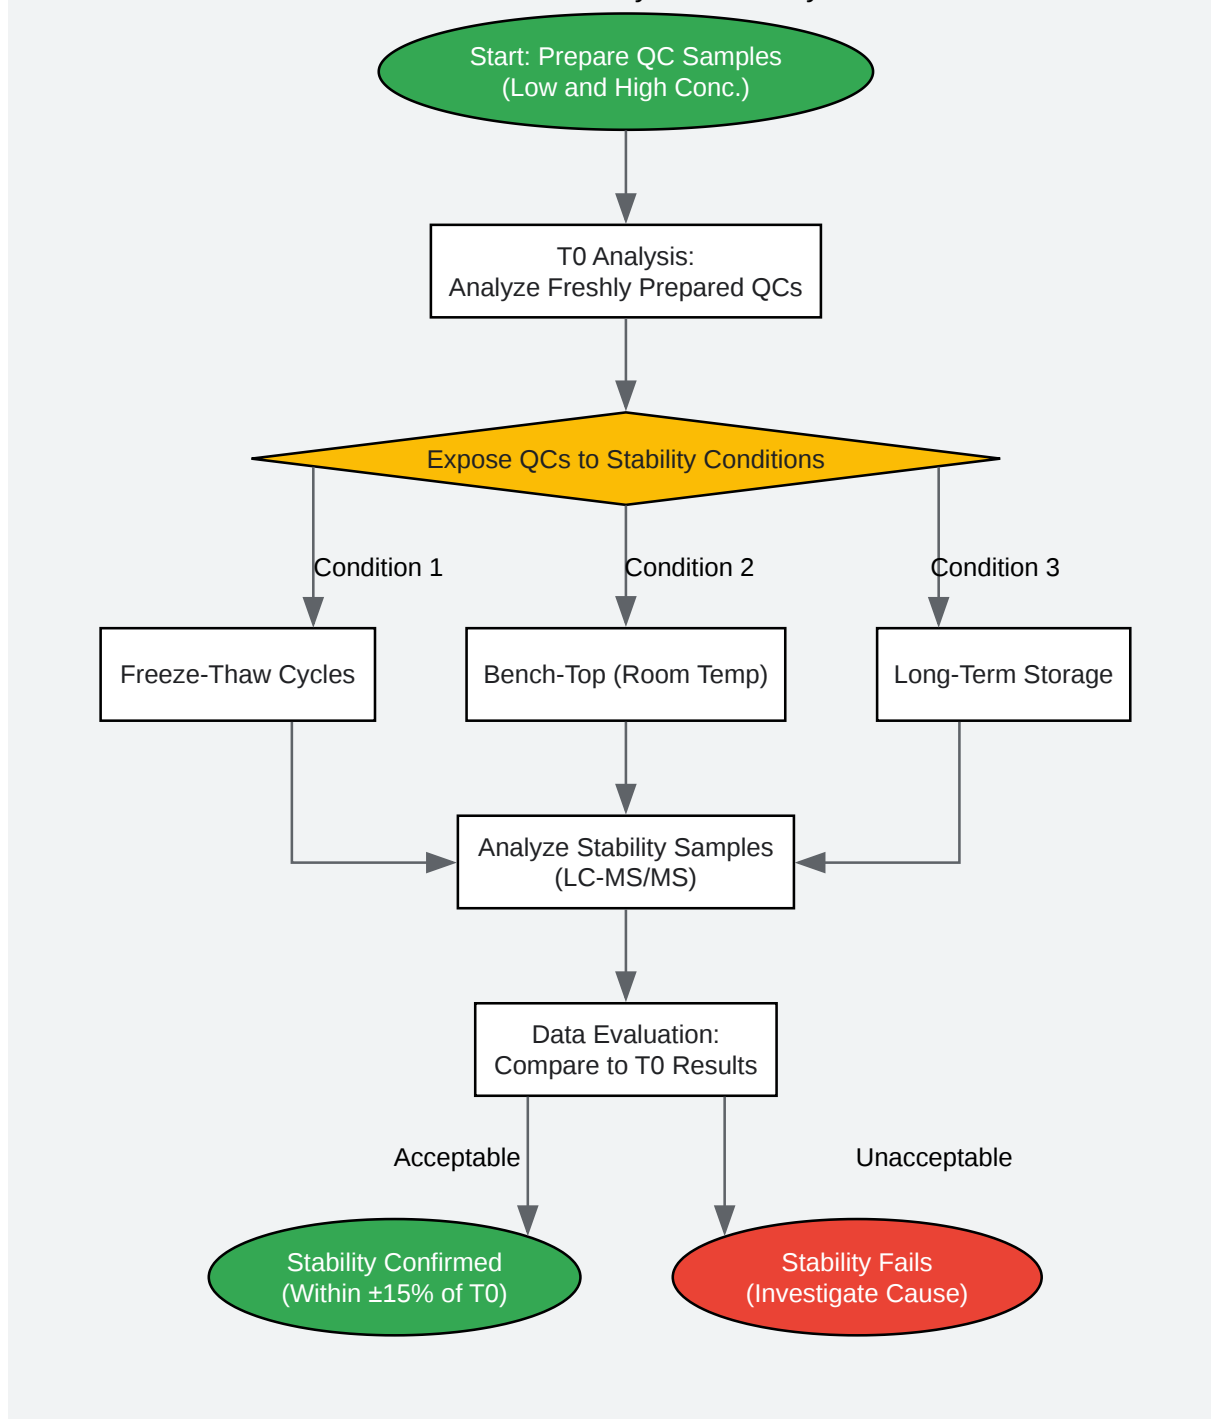 Start: Prepare QC Samples
(Low and High Conc.)
T0 Analysis:
Analyze Freshly Prepared QCs
Expose QCs to Stability Conditions
Condition 1
Condition 2
Condition 3
Freeze-Thaw Cycles
Bench-Top (Room Temp)
Long-Term Storage
Analyze Stability Samples
(LC-MS/MS)
Data Evaluation:
Compare to T0 Results
Acceptable
Unacceptable
Stability Confirmed
(Within ±15% of T0)
Stability Fails
(Investigate Cause)